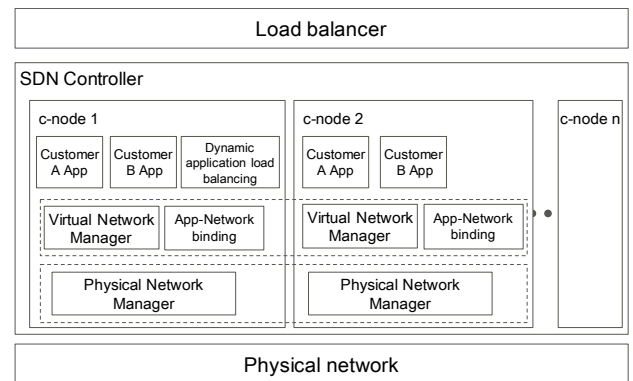 Load balancer
SDN Controller
c-node 1
c-node 2
c-node n
Customer
A App
Customer
B App
Dynamic
application load
balancing
Customer
A App
Customer
B App
Virtual Network
Manager
App-Network
binding
Virtual Network
Manager
App-Network
binding
Physical Network
Manager
Physical Network
Manager
Physical network